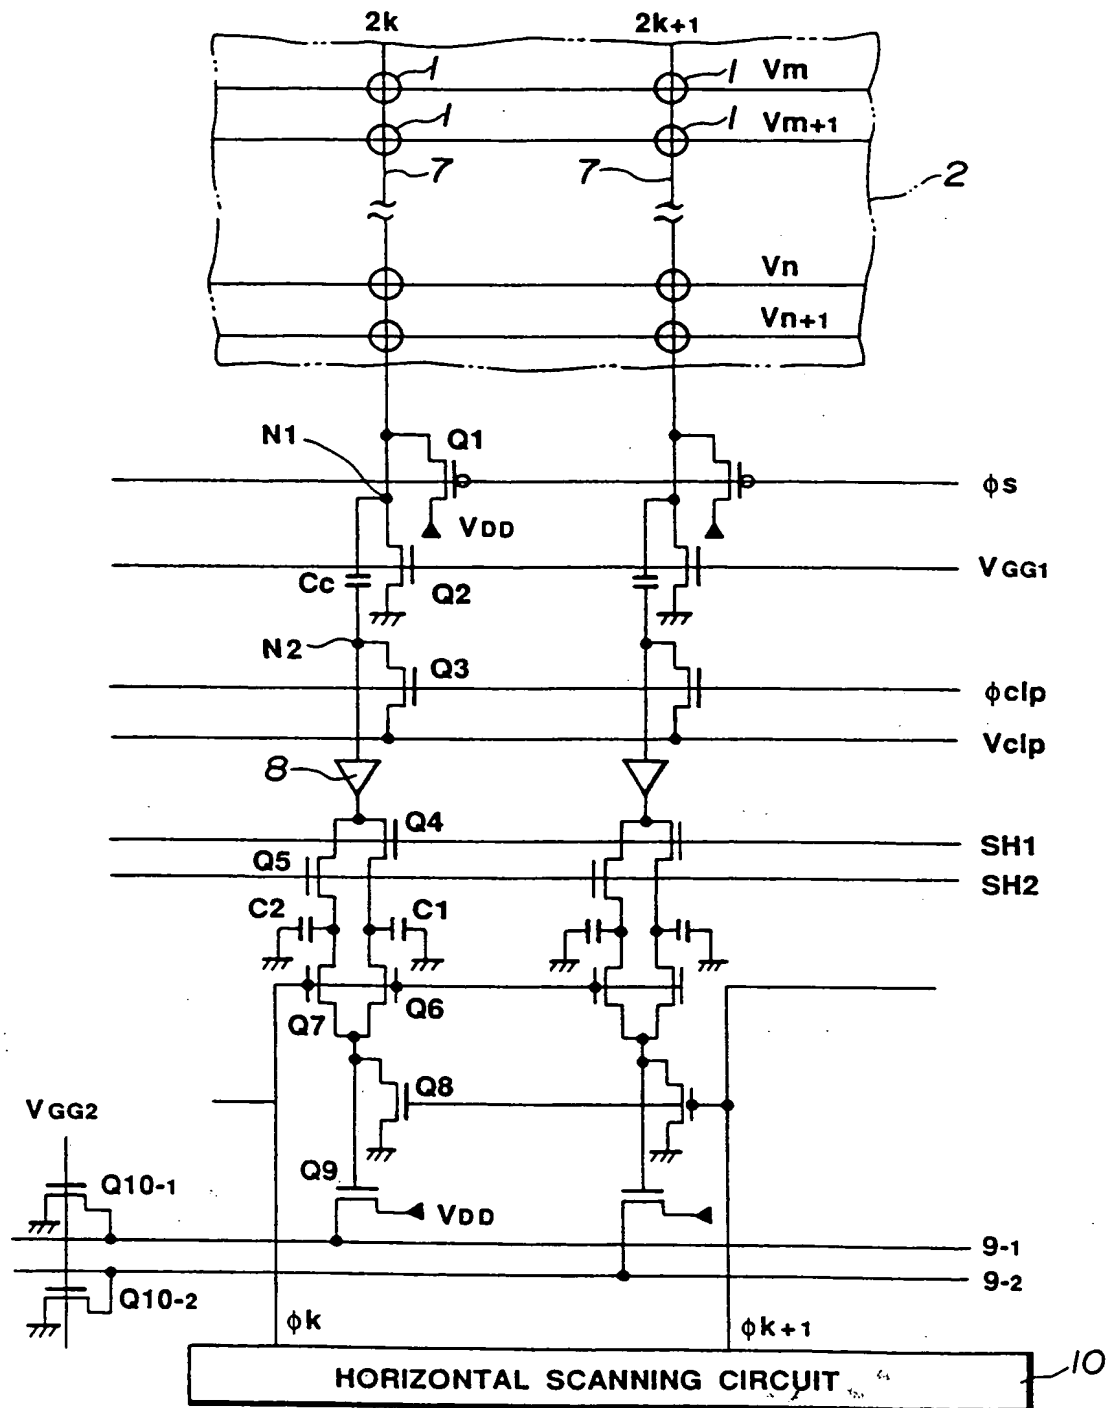 2k 2k+1
1 1 Vm
1 1 Vm+1
7 7 2
Vn
Vn+1
N1 Q1
φs
VDD
Cc Q2 VGG1
N2 Q3
φclp
Vclp
8
Q4
SH1
Q5
SH2
C2 C1
Q7 Q6
Q8
VGG2
Q9
Q10-1
VDD
9-1
9-2
Q10-2
φk φk+1
HORIZONTAL SCANNING CIRCUIT 10